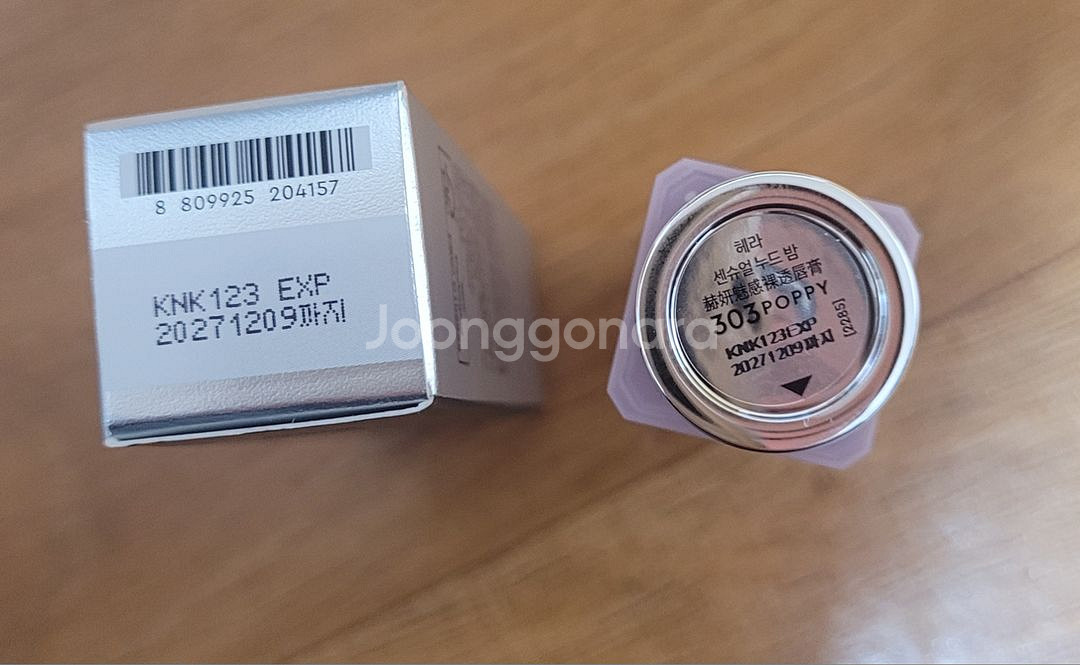 8 809925 204157
KNK123 EXP
20271209까지
Joonggonara
헤라
센슈얼 누드 밤
赫妍魅感裸透唇膏
303 POPPY
KNK123EXP
20271209까지
[2285]